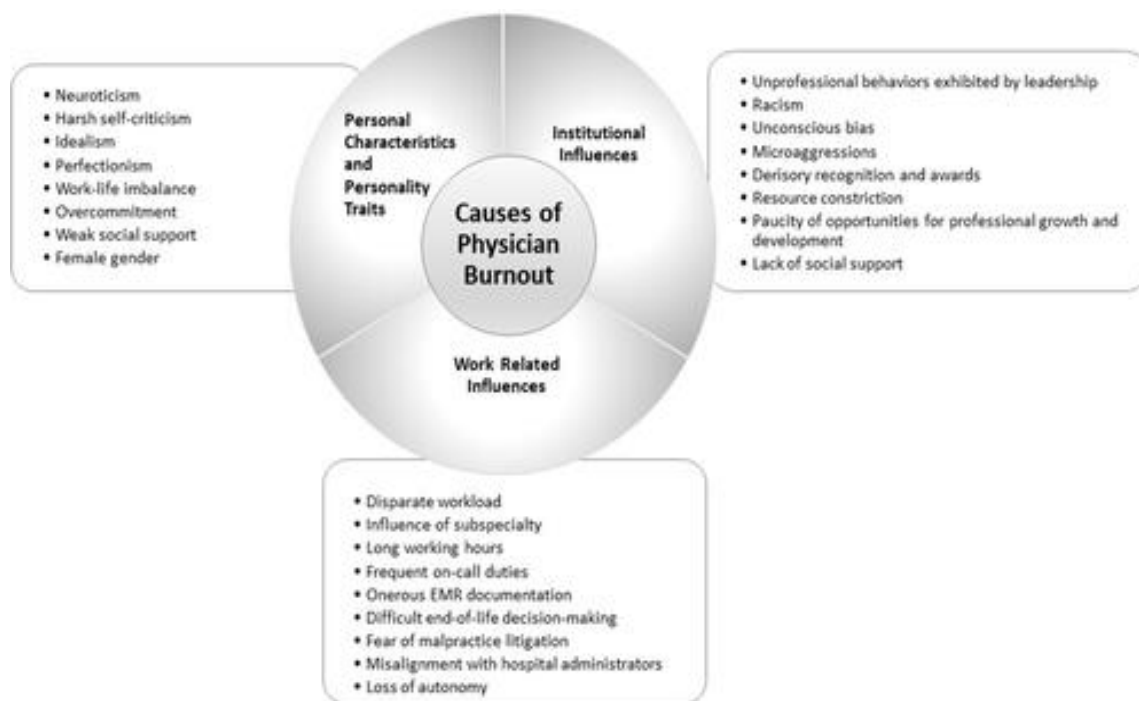 Causes of
Physician
Burnout
Personal
Characteristics
and
Personality
Traits
• Neuroticism
• Harsh self-criticism
• Idealism
• Perfectionism
• Work-life imbalance
• Overcommitment
• Weak social support
• Female gender
Institutional
Influences
• Unprofessional behaviors exhibited by leadership
• Racism
• Unconscious bias
• Microaggressions
• Derisory recognition and awards
• Resource constriction
• Paucity of opportunities for professional growth and
development
• Lack of social support
Work Related
Influences
• Disparate workload
• Influence of subspecialty
• Long working hours
• Frequent on-call duties
• Onerous EMR documentation
• Difficult end-of-life decision-making
• Fear of malpractice litigation
• Misalignment with hospital administrators
• Loss of autonomy